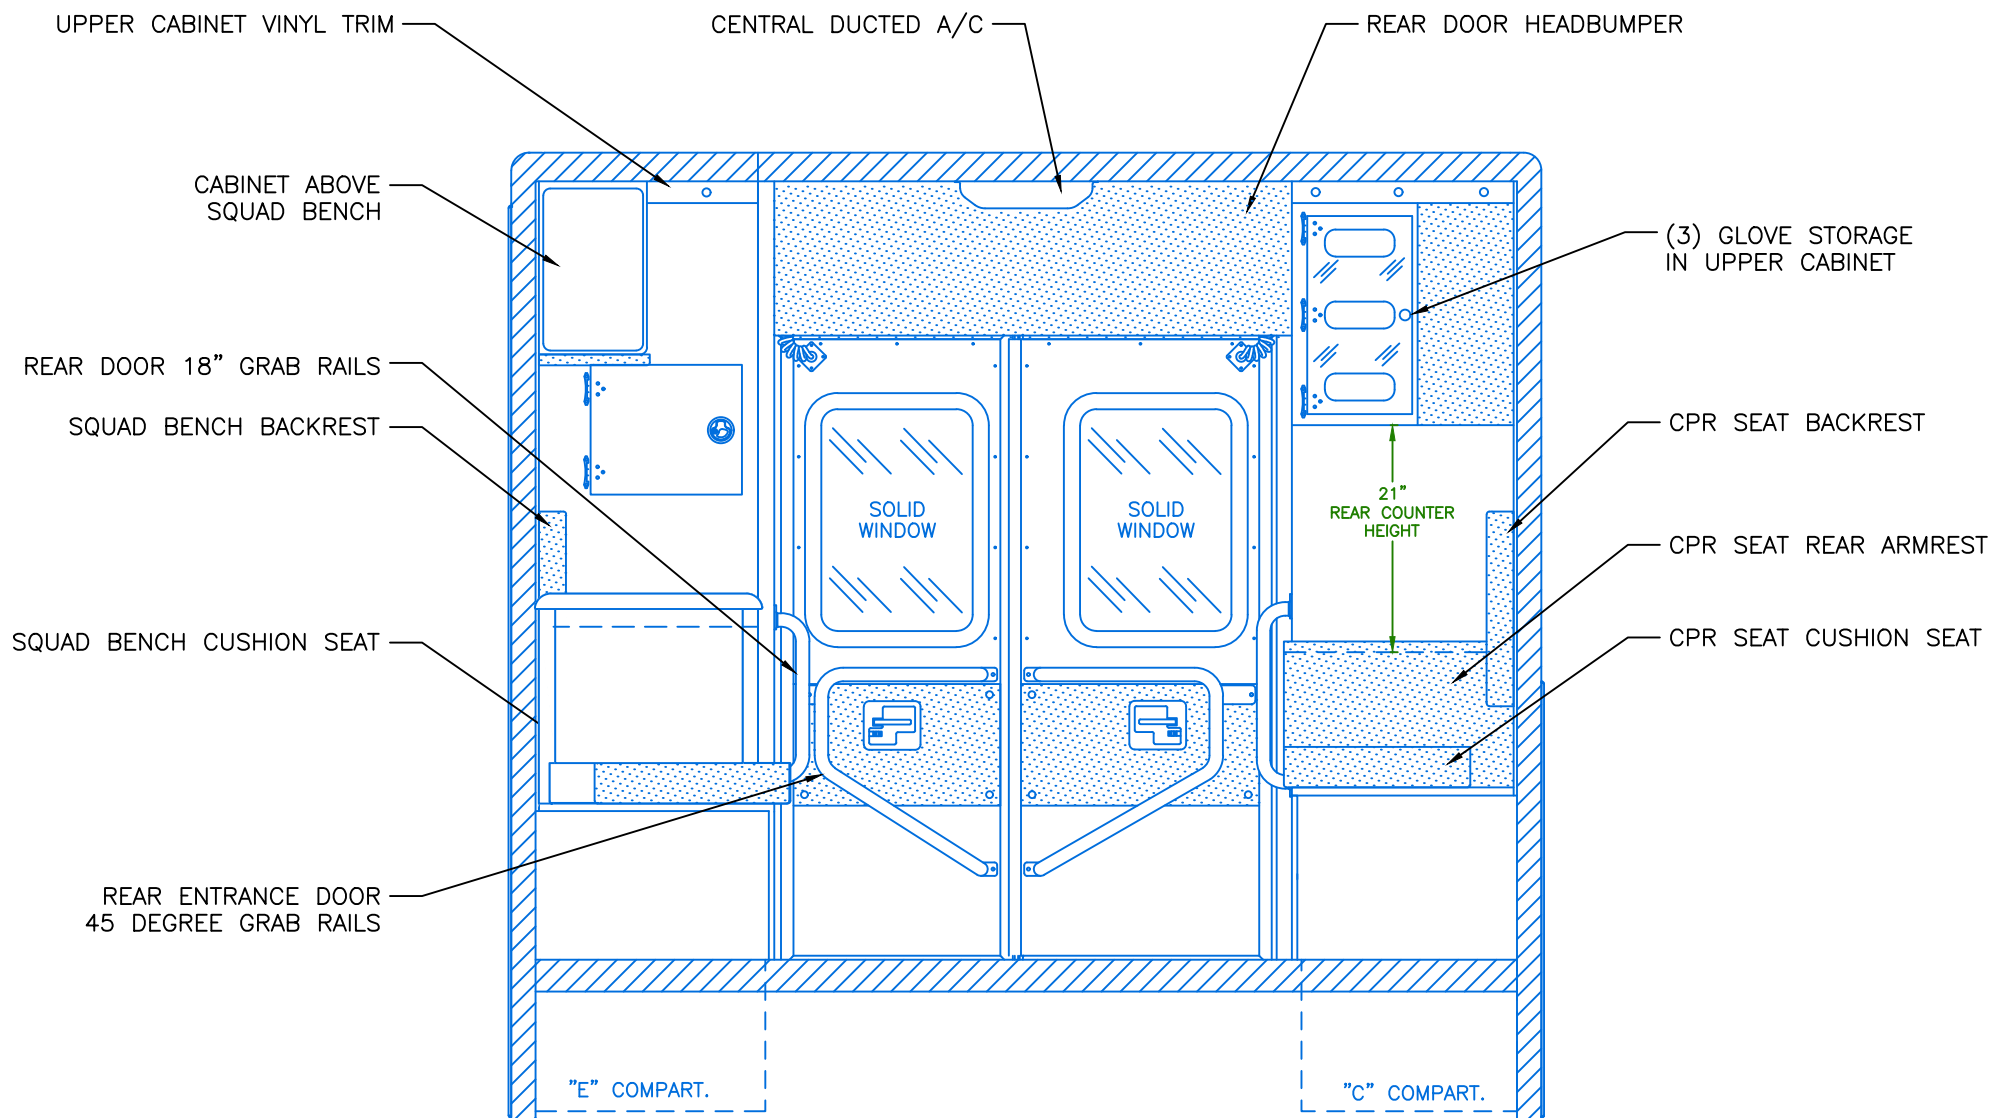 UPPER CABINET VINYL TRIM
CENTRAL DUCTED A/C
REAR DOOR HEADBUMPER
CABINET ABOVE
SQUAD BENCH
(3) GLOVE STORAGE
IN UPPER CABINET
REAR DOOR 18” GRAB RAILS
SQUAD BENCH BACKREST
CPR SEAT BACKREST
21”
REAR COUNTER
HEIGHT
SOLID
WINDOW
SOLID
WINDOW
CPR SEAT REAR ARMREST
SQUAD BENCH CUSHION SEAT
CPR SEAT CUSHION SEAT
REAR ENTRANCE DOOR
45 DEGREE GRAB RAILS
”E” COMPART.
”C” COMPART.